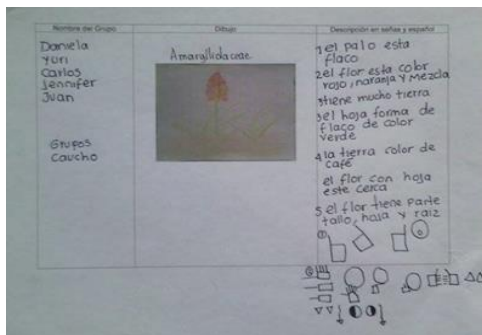 Nombre del Grupo
Dibujo
Descripción en señas y español
Daniela
Yuri
Carlos
Jennifer
Juan
Grupos
Caucho
Amarajilidaceae
1 el palo esta
flaco
2 el flor esta color
rojo, naranja y mezcla
tiene mucho tierra
3 el hoja forma de
flaco de color
verde
4 la tierra color de
café
el flor con hoja
este cerca
5 el flor tiene parte
tallo, hoja y raiz